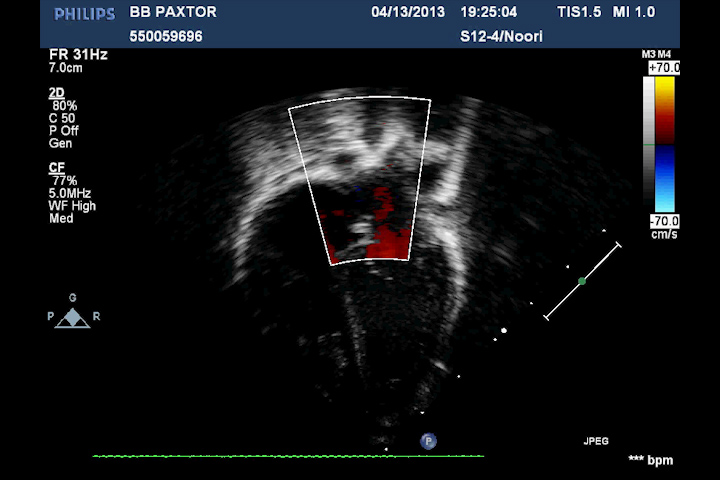 PHILIPS BB PAXTOR 04/13/2013 19:25:04 TIS1.5 MI 1.0
550059696 S12-4/Noori
FR 31Hz
7.0cm
M3 M4
+70.0
2D
80%
C 50
P Off
Gen
CF
77%
5.0MHz
WF High
Med
-70.0
cm/s
G
P R
P
JPEG
*** bpm